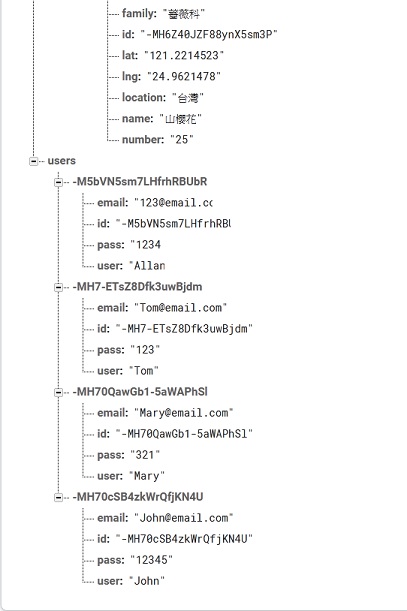 family: "薔薇科"
id: "-MH6Z40JZF88ynX5sm3P"
lat: "121.2214523"
lng: "24.9621478"
location: "台灣"
name: "山櫻花"
number: "25"
users
-M5bVN5sm7LHfrhRBUbR
email: "123@email.cc
id: "-M5bVN5sm7LHfrhRBU
pass: "1234
user: "Allan
-MH7-ETsZ8Dfk3uwBjdm
email: "Tom@email.com"
id: "-MH7-ETsZ8Dfk3uwBjdm"
pass: "123"
user: "Tom"
-MH70QawGb1-5aWAPhSl
email: "Mary@email.com"
id: "-MH70QawGb1-5aWAPhSl"
pass: "321"
user: "Mary"
-MH70cSB4zkWrQfjKN4U
email: "John@email.com"
id: "-MH70cSB4zkWrQfjKN4U"
pass: "12345"
user: "John"